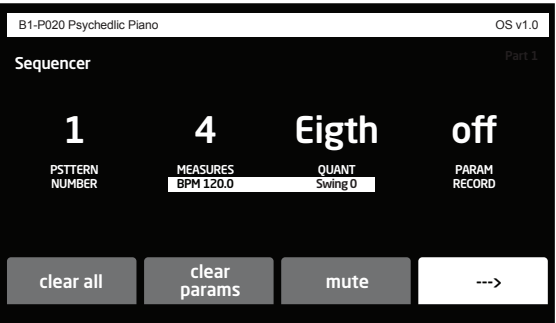 B1-P020 Psychedlic Piano OS v1.0
Sequencer Part 1
1 4 Eigth off
PSTTERN MEASURES QUANT PARAM
NUMBER BPM 120.0 Swing 0 RECORD
clear all clear params mute --->